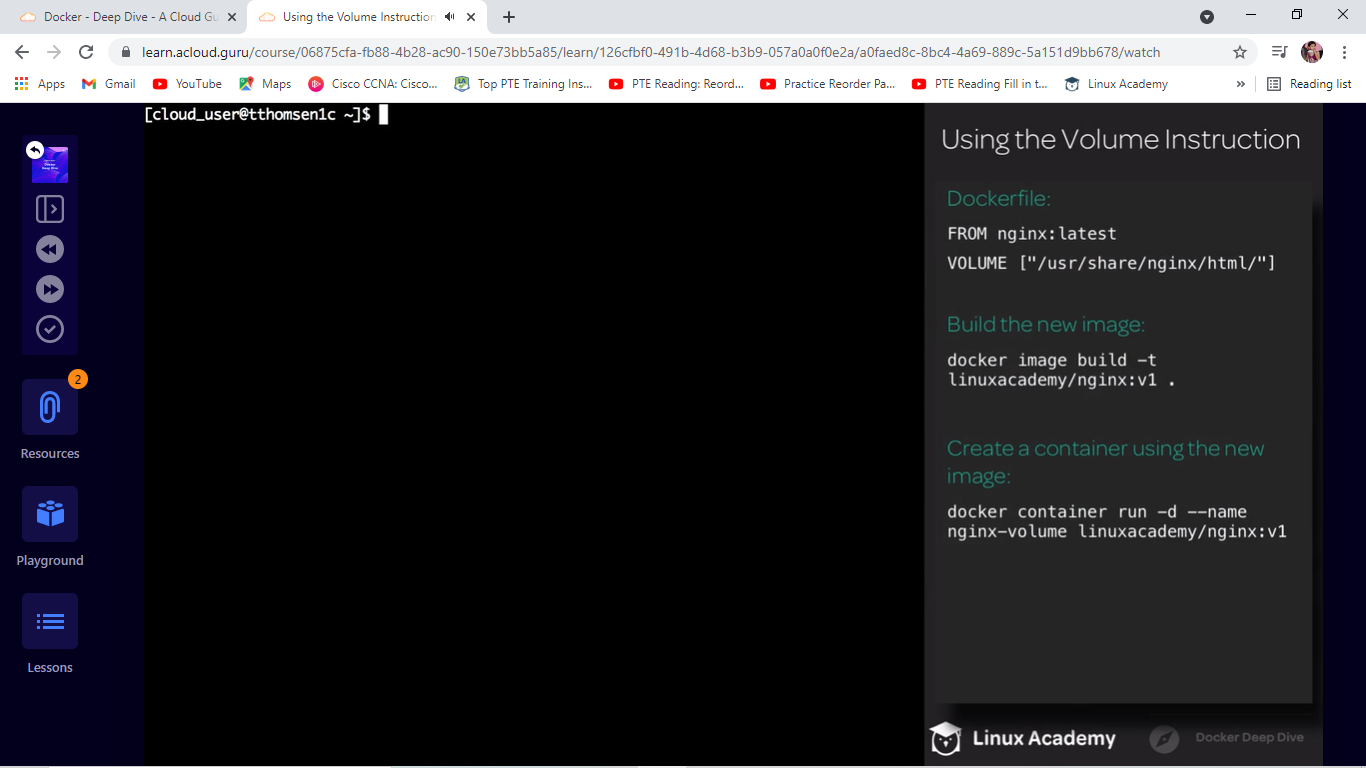 Docker - Deep Dive - A Cloud Gu
Using the Volume Instruction
learn.acloud.guru/course/06875cfa-fb88-4b28-ac90-150e73bb5a85/learn/126cfbf0-491b-4d68-b3b9-057a0a0f0e2a/a0faed8c-8bc4-4a69-889c-5a151d9bb678/watch
Apps Gmail YouTube Maps Cisco CCNA: Cisco... Top PTE Training Ins... PTE Reading: Reord... Practice Reorder Pa... PTE Reading Fill in t... Linux Academy » Reading list
[cloud_user@tthomsen1c ~]$
Using the Volume Instruction
Dockerfile:
FROM nginx:latest
VOLUME ["/usr/share/nginx/html/"]
Build the new image:
docker image build -t
linuxacademy/nginx:v1 .
Create a container using the new
image:
docker container run -d --name
nginx-volume linuxacademy/nginx:v1
Linux Academy
Docker Deep Dive
Docker
Deep Dive
2
Resources
Playground
Lessons